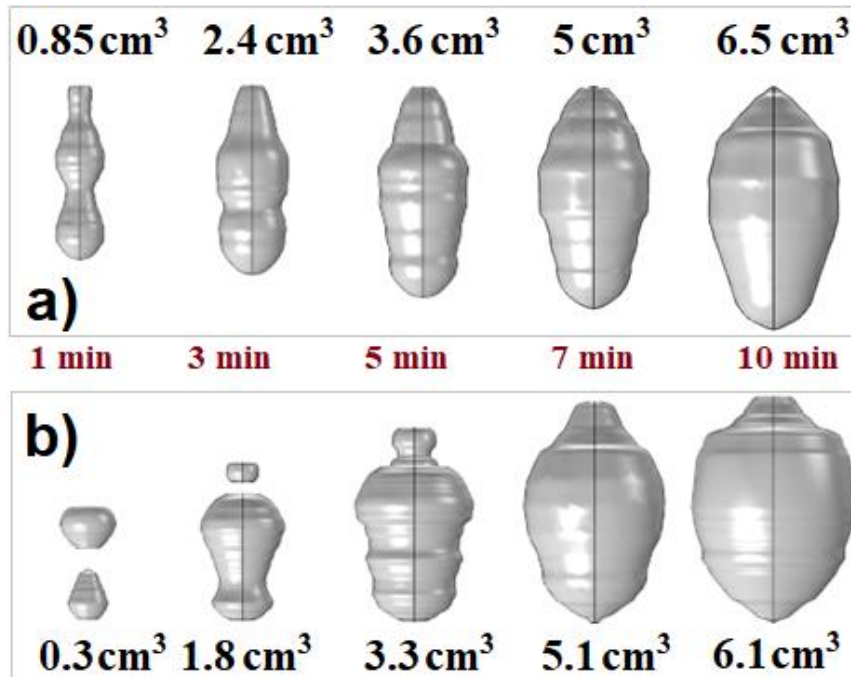 0.85 cm³ 2.4 cm³ 3.6 cm³ 5 cm³ 6.5 cm³
a)
1 min 3 min 5 min 7 min 10 min
b)
0.3 cm³ 1.8 cm³ 3.3 cm³ 5.1 cm³ 6.1 cm³